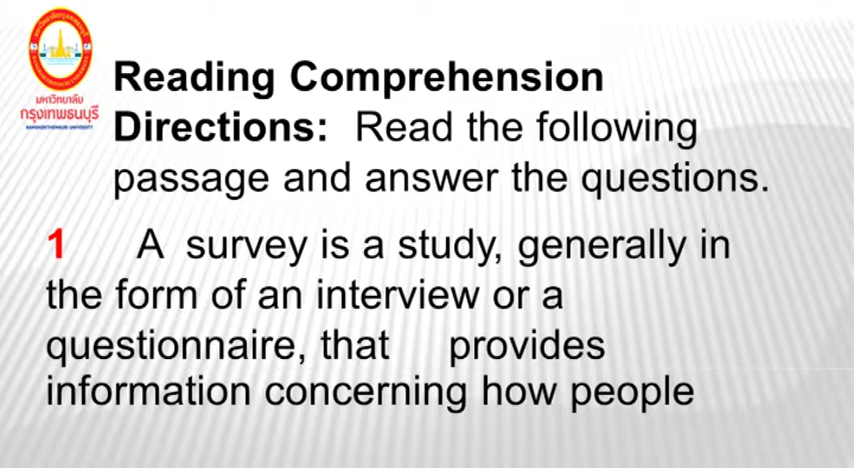 มหาวิทยาลัย
กรุงเทพธนบุรี
BANGKOKTHONBURI UNIVERSITY
Reading Comprehension
Directions: Read the following
passage and answer the questions.
1 A survey is a study, generally in
the form of an interview or a
questionnaire, that provides
information concerning how people